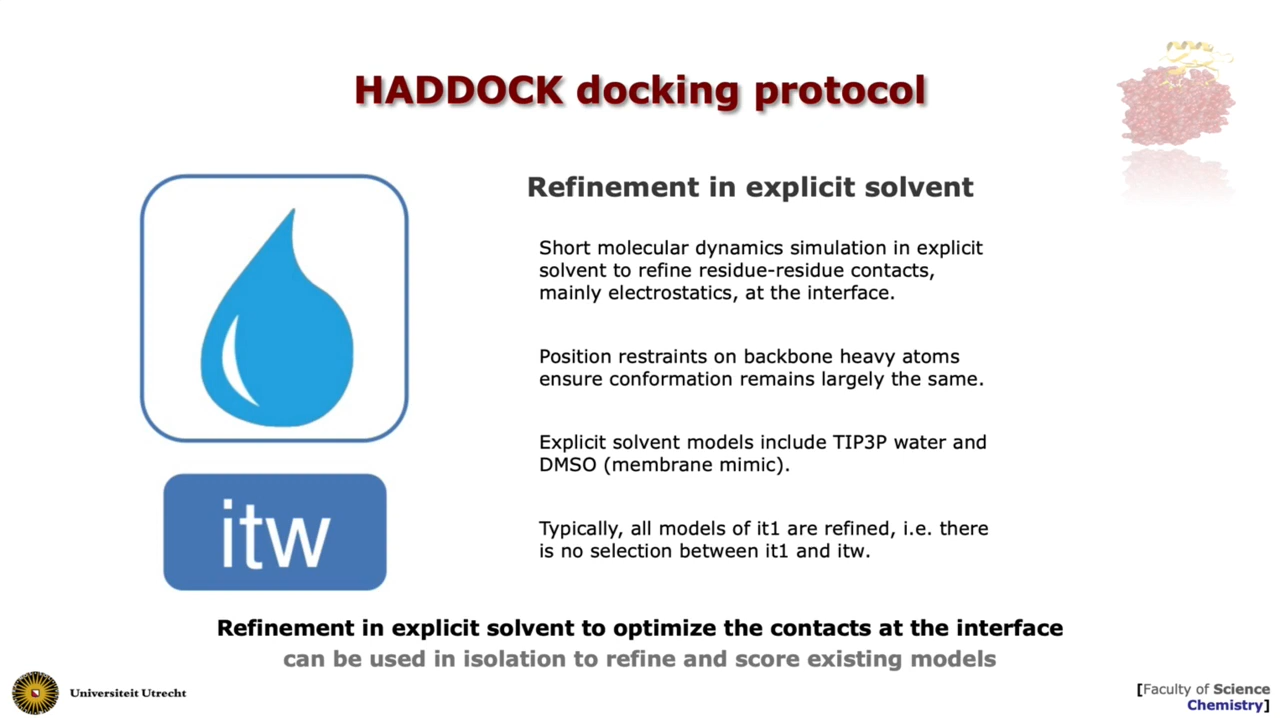 HADDOCK docking protocol
Refinement in explicit solvent
Short molecular dynamics simulation in explicit
solvent to refine residue-residue contacts,
mainly electrostatics, at the interface.
Position restraints on backbone heavy atoms
ensure conformation remains largely the same.
Explicit solvent models include TIP3P water and
DMSO (membrane mimic).
Typically, all models of it1 are refined, i.e. there
is no selection between it1 and itw.
itw
Refinement in explicit solvent to optimize the contacts at the interface
can be used in isolation to refine and score existing models
Universiteit Utrecht
[Faculty of Science
Chemistry]